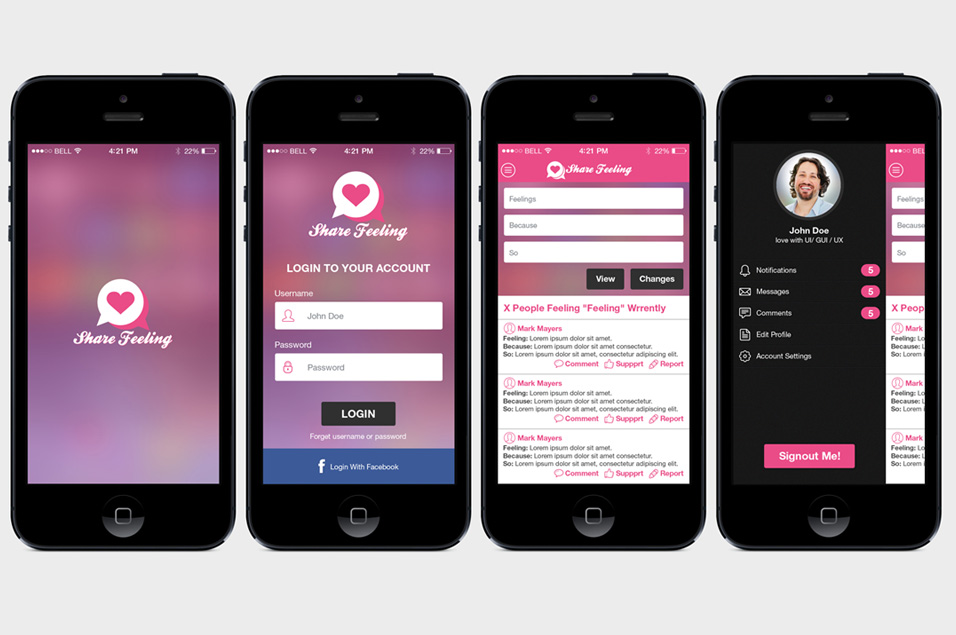 BELL 4:21 PM 22%
Share Feeling
BELL 4:21 PM 22%
Share Feeling
LOGIN TO YOUR ACCOUNT
Username
John Doe
Password
Password
LOGIN
Forget username or password
f Login With Facebook
BELL 4:21 PM 22%
Share Feeling
Feelings
Because
So
View Changes
X People Feeling "Feeling" Wrrently
Mark Mayers
Feeling: Lorem ipsum dolor sit amet.
Because: Lorem ipsum dolor sit amet consectetur.
So: Lorem ipsum dolor sit amet, consectetur adipiscing elit.
Comment Suppprt Report
Mark Mayers
Feeling: Lorem ipsum dolor sit amet.
Because: Lorem ipsum dolor sit amet consectetur.
So: Lorem ipsum dolor sit amet, consectetur adipiscing elit.
Comment Suppprt Report
Mark Mayers
Feeling: Lorem ipsum dolor sit amet.
Because: Lorem ipsum dolor sit amet consectetur.
So: Lorem ipsum dolor sit amet, consectetur adipiscing elit.
Comment Suppprt Report
John Doe
love with UI/ GUI / UX
Notifications 5
Messages 5
Comments 5
Edit Profile
Account Settings
Signout Me!
BEL
Feelings
Because
So
X Peop
Mark
Feeling: L
Because:
So: Lorem
Mark
Feeling: L
Because:
So: Lorem
Mark
Feeling: L
Because:
So: Lorem